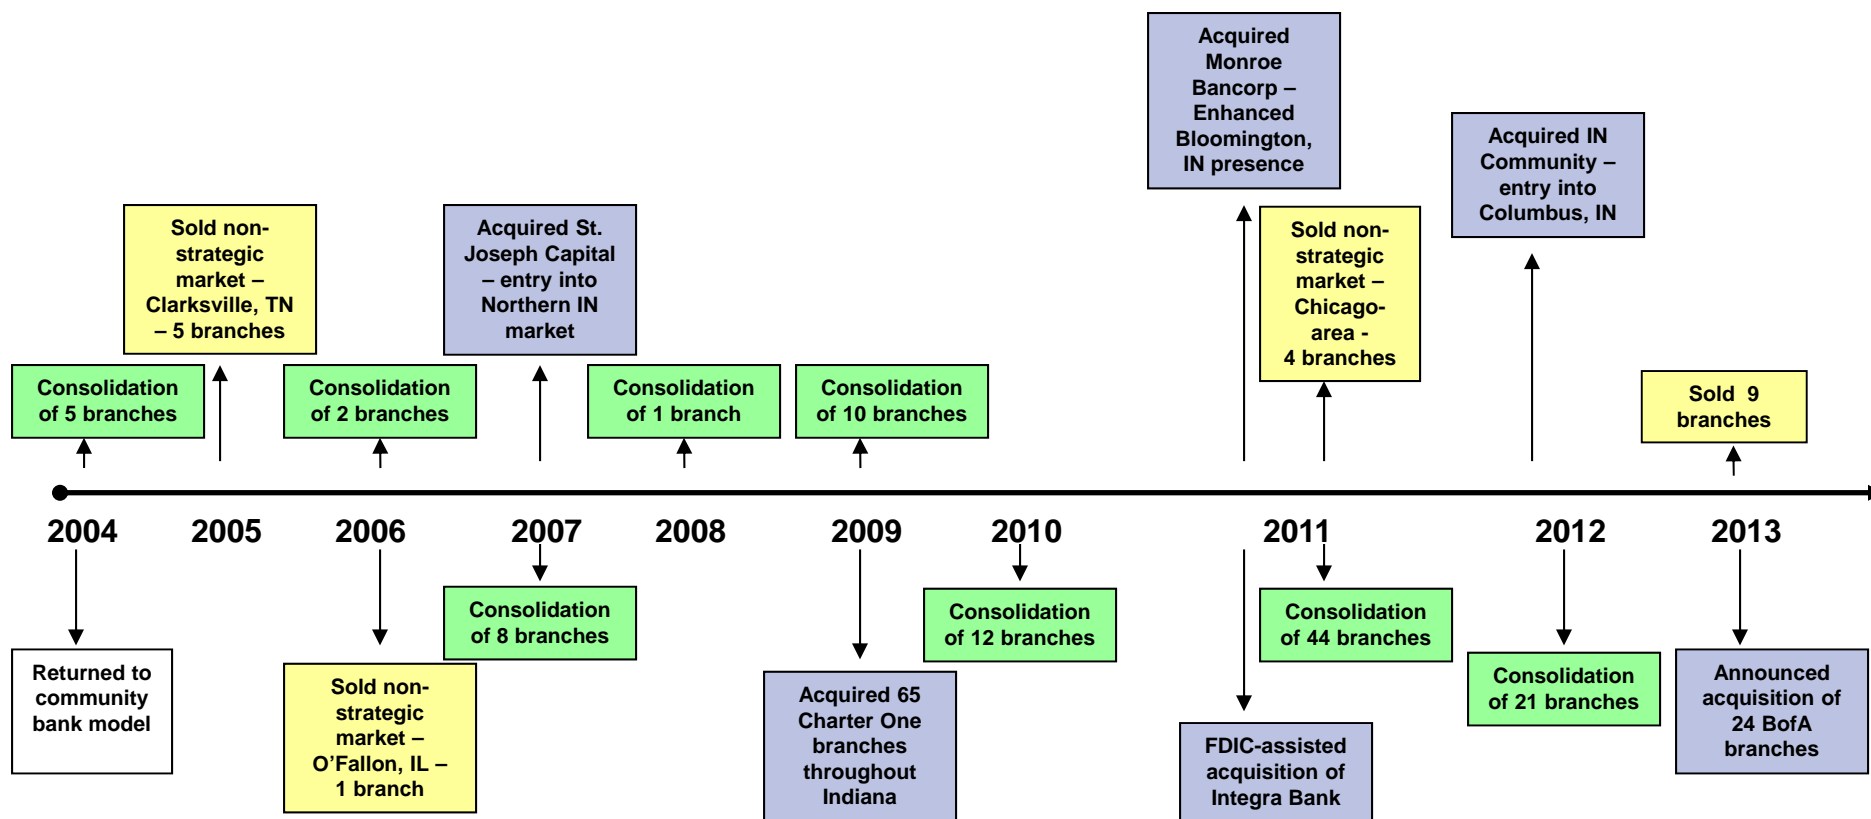 Acquired
Monroe
Bancorp –
Enhanced
Bloomington,
IN presence
Acquired IN
Community –
entry into
Columbus, IN
Sold non-
strategic
market –
Clarksville, TN
– 5 branches
Acquired St.
Joseph Capital
– entry into
Northern IN
market
Sold non-
strategic
market –
Chicago-
area -
4 branches
Consolidation
of 5 branches
Consolidation
of 2 branches
Consolidation
of 1 branch
Consolidation
of 10 branches
Sold 9
branches
2004 2005 2006 2007 2008 2009 2010 2011 2012 2013
Returned to
community
bank model
Sold non-
strategic
market –
O’Fallon, IL –
1 branch
Consolidation
of 8 branches
Acquired 65
Charter One
branches
throughout
Indiana
Consolidation
of 12 branches
FDIC-assisted
acquisition of
Integra Bank
Consolidation
of 44 branches
Consolidation
of 21 branches
Announced
acquisition of
24 BofA
branches